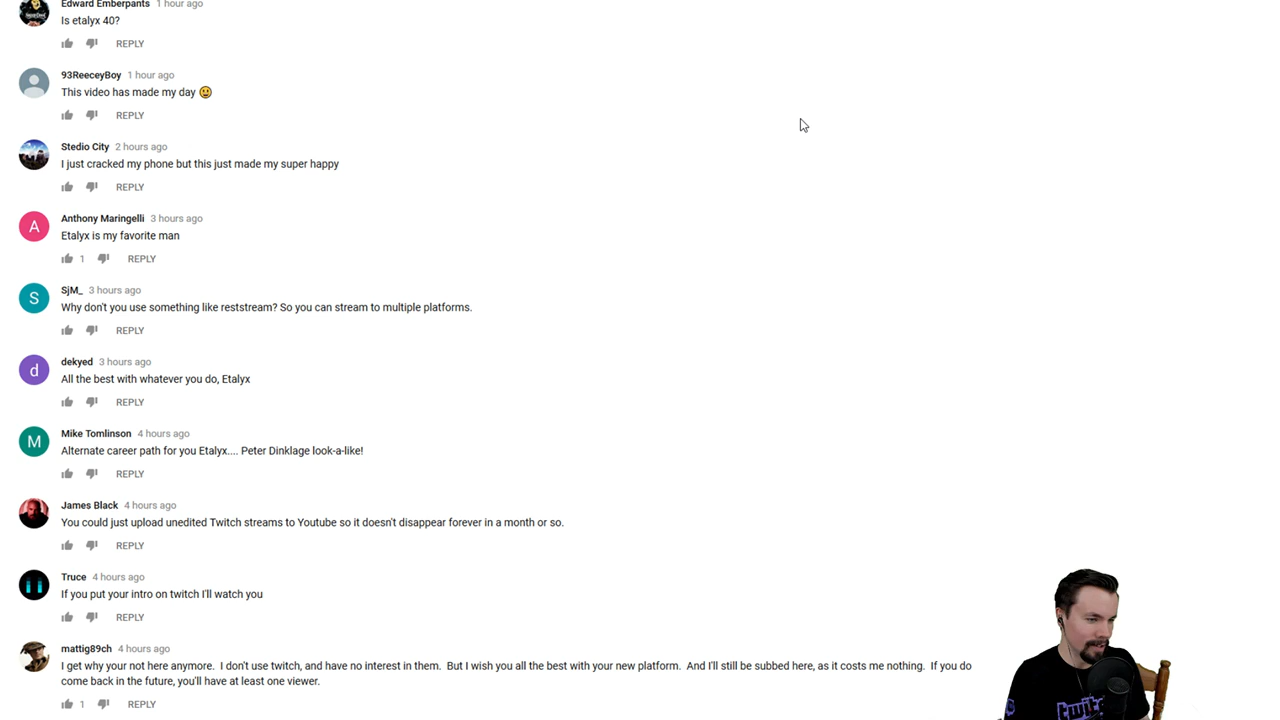 Edward Emberpants 1 hour ago
Is etalyx 40?
REPLY
93ReeceyBoy 1 hour ago
This video has made my day 🙂
REPLY
Stedio City 2 hours ago
I just cracked my phone but this just made my super happy
REPLY
A
Anthony Maringelli 3 hours ago
Etalyx is my favorite man
1 REPLY
S
SjM_ 3 hours ago
Why don't you use something like reststream? So you can stream to multiple platforms.
REPLY
d
dekyed 3 hours ago
All the best with whatever you do, Etalyx
REPLY
M
Mike Tomlinson 4 hours ago
Alternate career path for you Etalyx.... Peter Dinklage look-a-like!
REPLY
James Black 4 hours ago
You could just upload unedited Twitch streams to Youtube so it doesn't disappear forever in a month or so.
REPLY
Truce 4 hours ago
If you put your intro on twitch I'll watch you
REPLY
mattig89ch 4 hours ago
I get why your not here anymore. I don't use twitch, and have no interest in them. But I wish you all the best with your new platform. And I'll still be subbed here, as it costs me nothing. If you do
come back in the future, you'll have at least one viewer.
1 REPLY